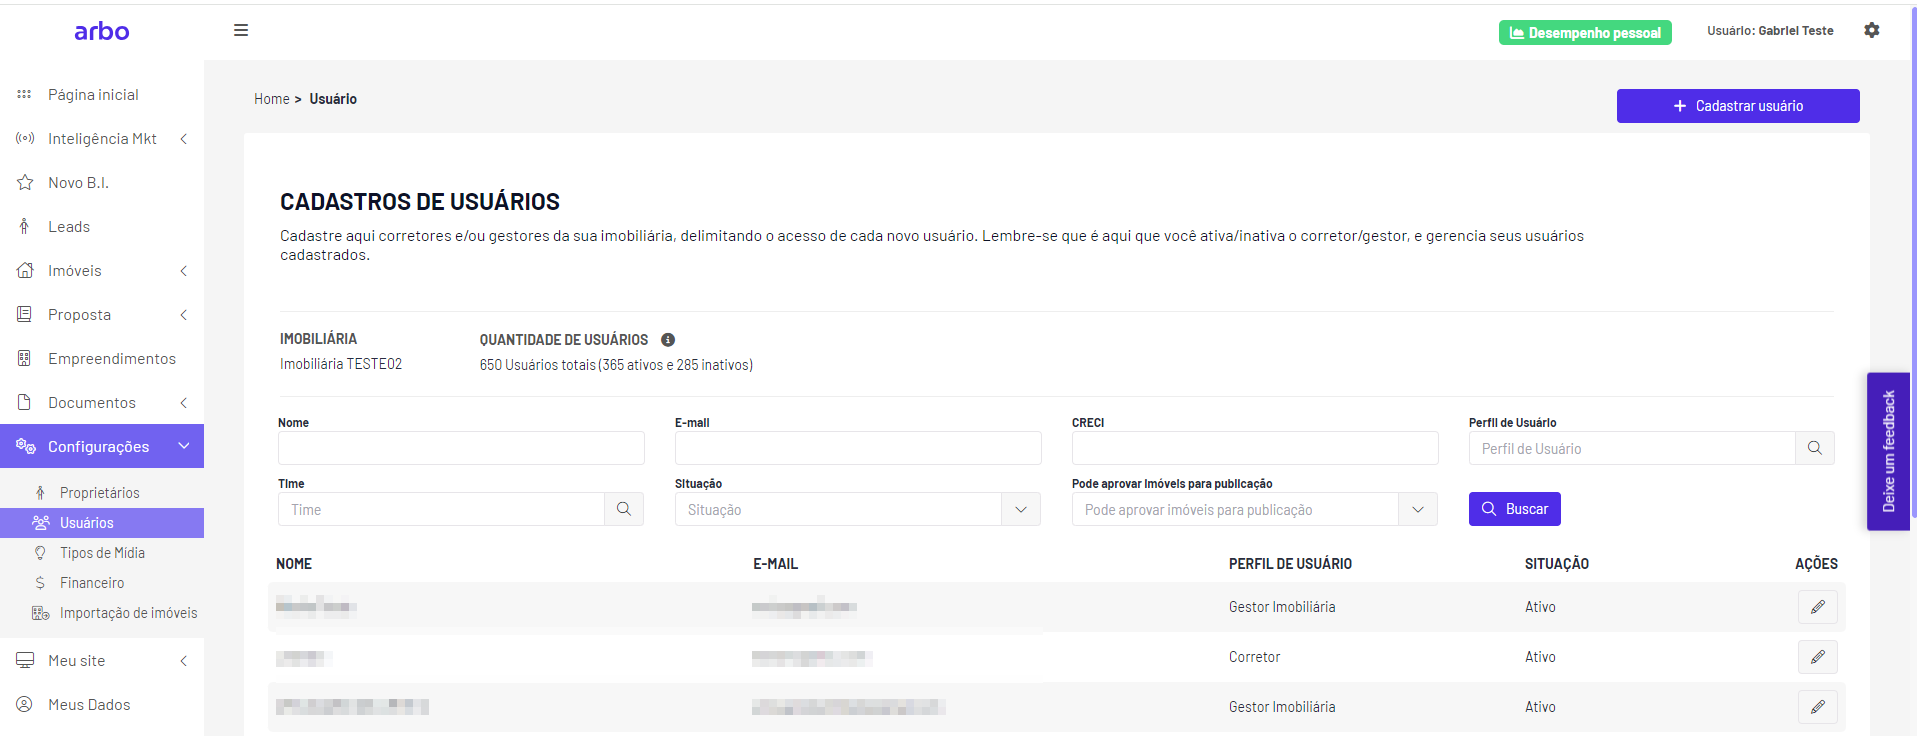 arbo
Desempenho pessoal
Usuário: Gabriel Teste
Página inicial
Inteligência Mkt
Novo B.I.
Leads
Imóveis
Proposta
Empreendimentos
Documentos
Configurações
Proprietários
Usuários
Tipos de Mídia
Financeiro
Importação de imóveis
Meu site
Meus Dados
Home > Usuário
+ Cadastrar usuário
CADASTROS DE USUÁRIOS
Cadastre aqui corretores e/ou gestores da sua imobiliária, delimitando o acesso de cada novo usuário. Lembre-se que é aqui que você ativa/inativa o corretor/gestor, e gerencia seus usuários
cadastrados.
IMOBILIÁRIA
Imobiliária TESTE02
QUANTIDADE DE USUÁRIOS
650 Usuários totais (365 ativos e 285 inativos)
Nome
E-mail
CRECI
Perfil de Usuário
Perfil de Usuário
Time
Situação
Pode aprovar imóveis para publicação
Time
Situação
Pode aprovar imóveis para publicação
Buscar
NOME E-MAIL PERFIL DE USUÁRIO SITUAÇÃO AÇÕES
Gestor Imobiliária Ativo
Corretor Ativo
Gestor Imobiliária Ativo
Deixe um feedback